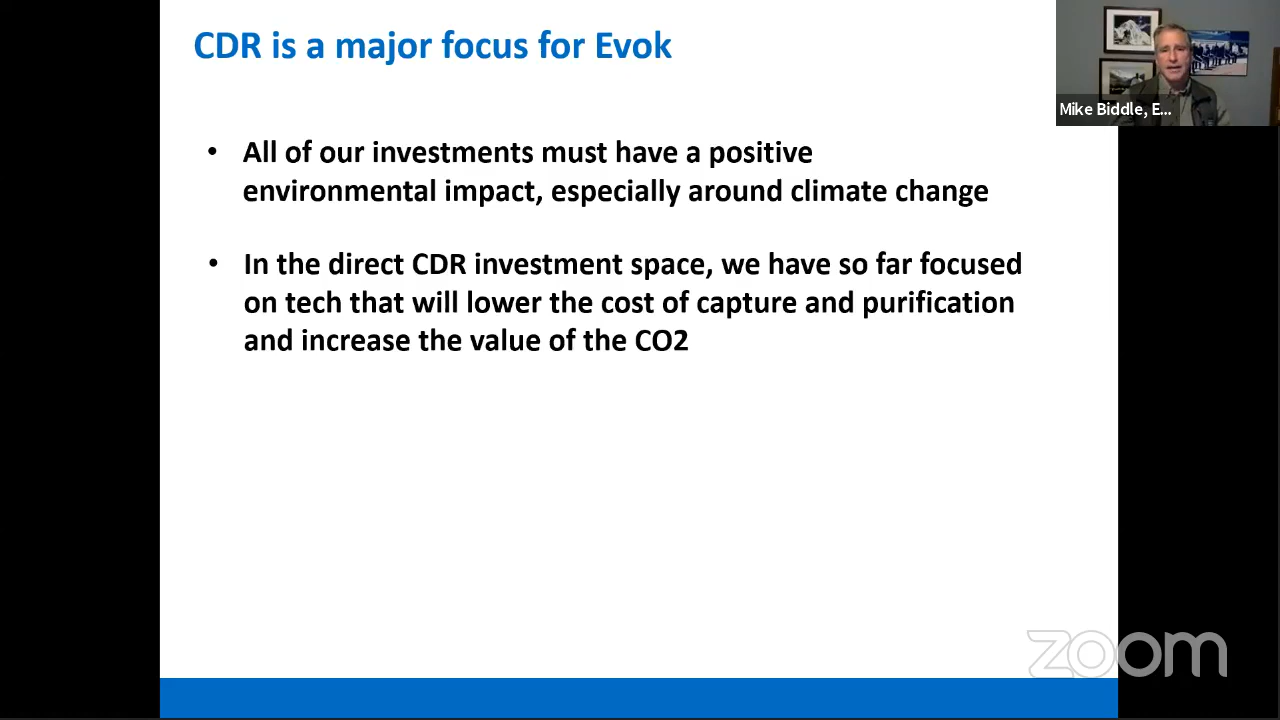 CDR is a major focus for Evok
Mike Biddle, E...
• All of our investments must have a positive
environmental impact, especially around climate change
• In the direct CDR investment space, we have so far focused
on tech that will lower the cost of capture and purification
and increase the value of the CO2
zoom